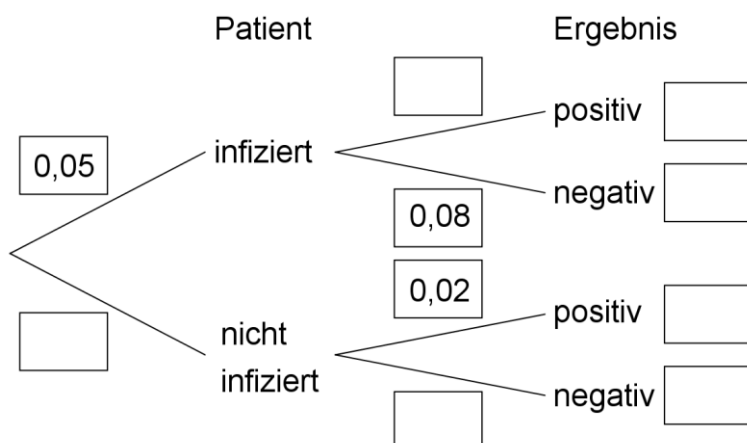 Patient Ergebnis
positiv
0,05 infiziert
negativ
0,08
0,02
positiv
nicht
infiziert
negativ